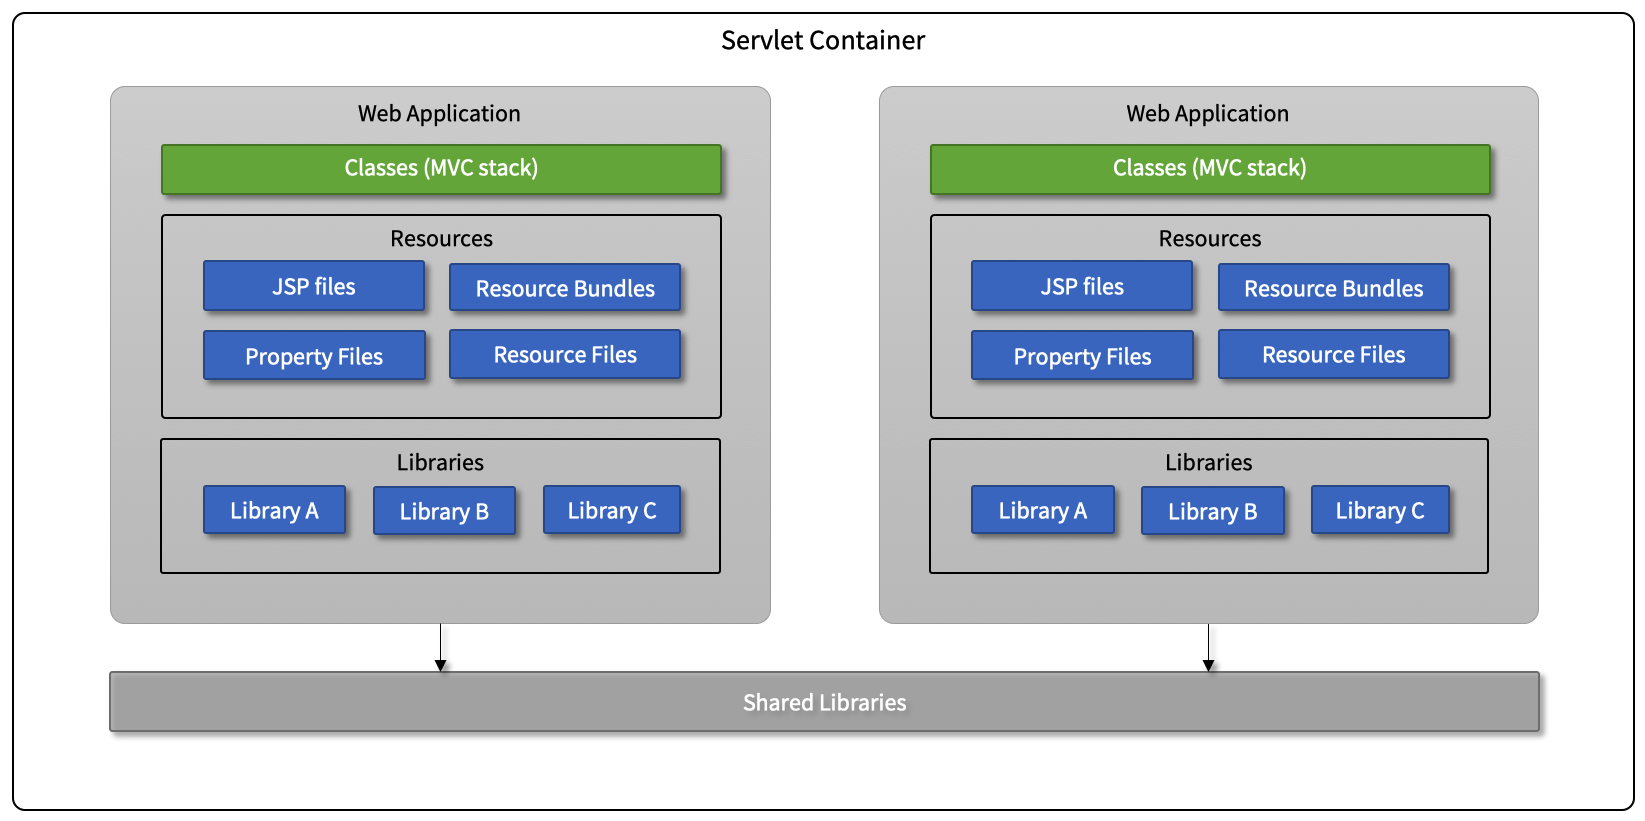 Servlet Container
Web Application
Classes (MVC stack)
Resources
JSP files
Resource Bundles
Property Files
Resource Files
Libraries
Library A
Library B
Library C
Web Application
Classes (MVC stack)
Resources
JSP files
Resource Bundles
Property Files
Resource Files
Libraries
Library A
Library B
Library C
Shared Libraries